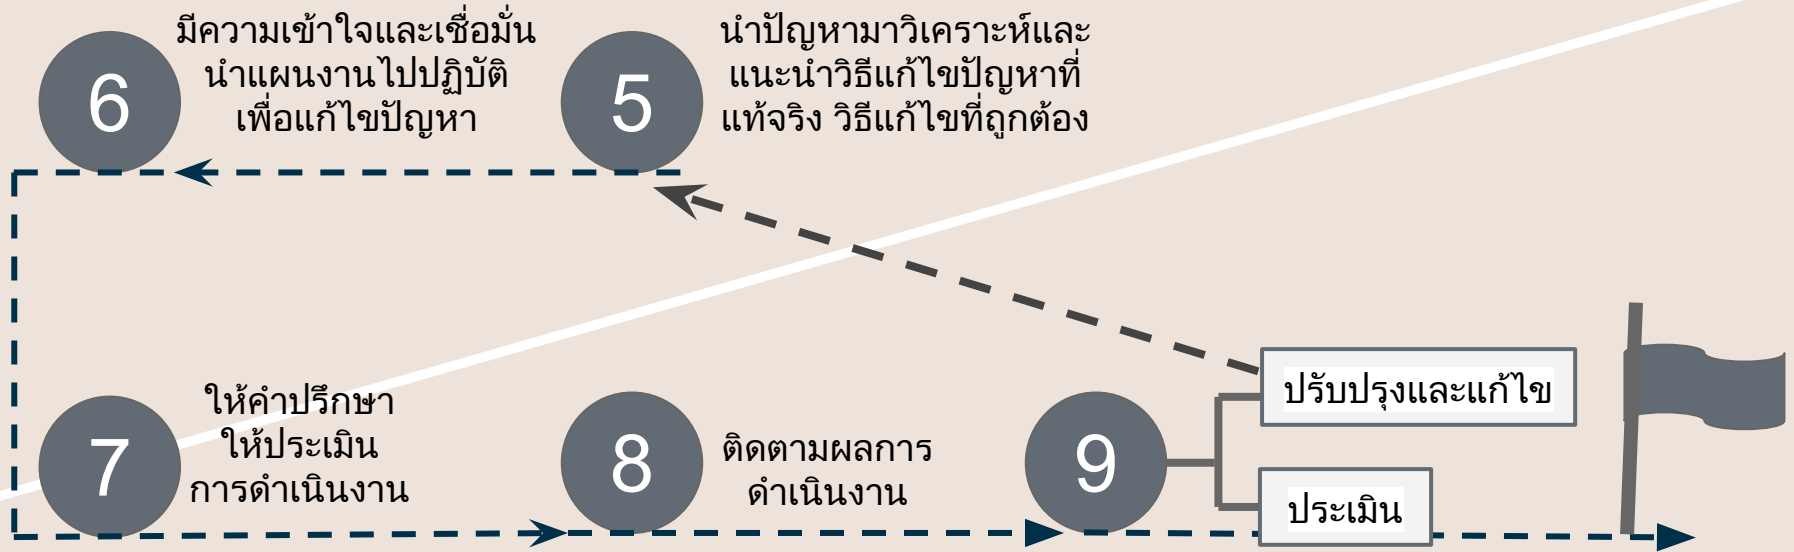 6
มีความเข้าใจและเชื่อมั่น
นำแผนงานไปปฏิบัติ
เพื่อแก้ไขปัญหา
5
นำปัญหามาวิเคราะห์และ
แนะนำวิธีแก้ไขปัญหาที่
แท้จริง วิธีแก้ไขที่ถูกต้อง
7
ให้คำปรึกษา
ให้ประเมิน
การดำเนินงาน
8
ติดตามผลการ
ดำเนินงาน
9
ปรับปรุงและแก้ไข
ประเมิน